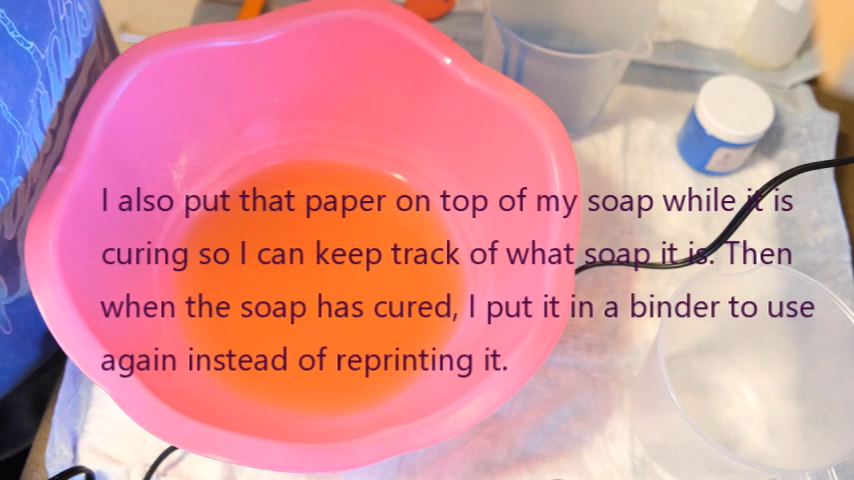 I also put that paper on top of my soap while it is
curing so I can keep track of what soap it is. Then
when the soap has cured, I put it in a binder to use
again instead of reprinting it.